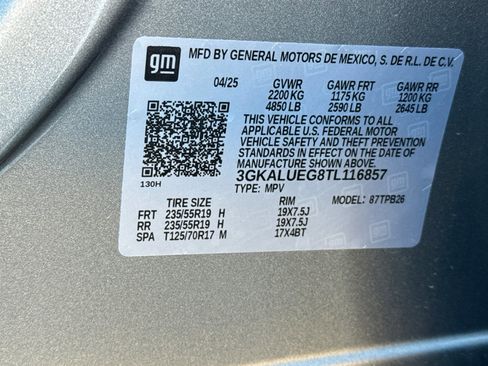 gm
MFD BY GENERAL MOTORS DE MEXICO, S. DE R.L. DE C.V.
04/25 GVWR GAWR FRT GAWR RR
2200 KG 1175 KG 1200 KG
4850 LB 2590 LB 2645 LB
THIS VEHICLE CONFORMS TO ALL
APPLICABLE U.S. FEDERAL MOTOR
VEHICLE SAFETY AND THEFT PREVENTION
STANDARDS IN EFFECT ON THE DATE OF
MANUFACTURE SHOWN ABOVE.
3GKALUEG8TL116857
130H
TYPE: MPV MODEL: 87TPB26
TIRE SIZE RIM
FRT 235/55R19 H 19X7.5J
RR 235/55R19 H 19X7.5J
SPA T125/70R17 M 17X4BT